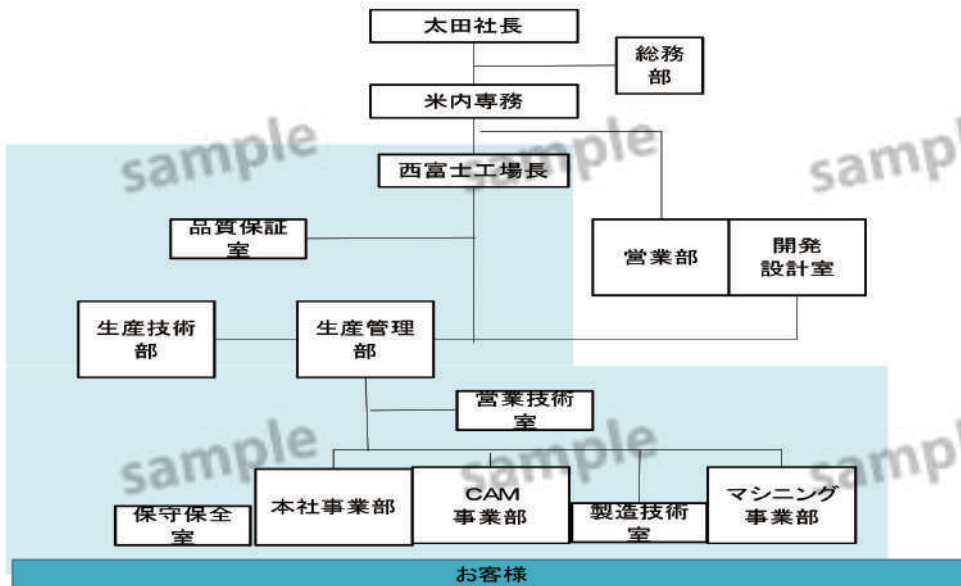 太田社長
総務
部
米内専務
sample
sample
sample
西富士工場長
品質保証
室
営業部
開発
設計室
生産技術
部
生産管理
部
営業技術
室
sample
sample
sample
本社事業部
CAM
事業部
マシニング
事業部
保守保全
室
製造技術
室
お客様